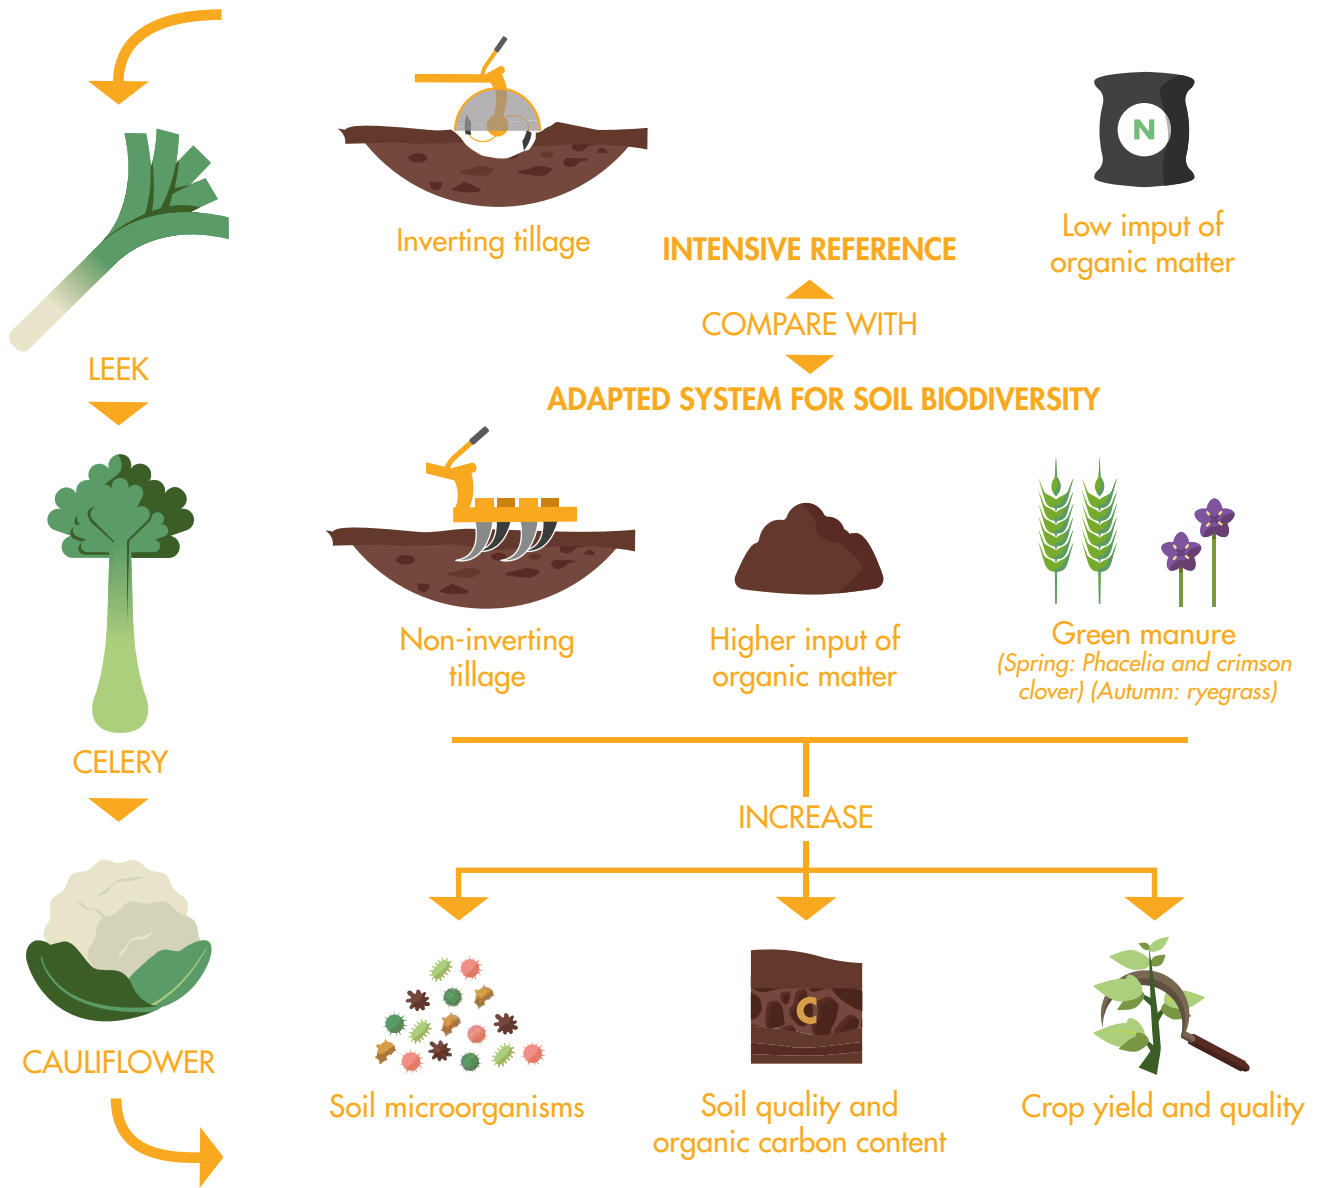 LEEK
CELERY
CAULIFLOWER
Inverting tillage
N
Low imput of
organic matter
INTENSIVE REFERENCE
COMPARE WITH
ADAPTED SYSTEM FOR SOIL BIODIVERSITY
Non-inverting
tillage
Higher input of
organic matter
Green manure
(Spring: Phacelia and crimson
clover) (Autumn: ryegrass)
INCREASE
Soil microorganisms
C
Soil quality and
organic carbon content
Crop yield and quality